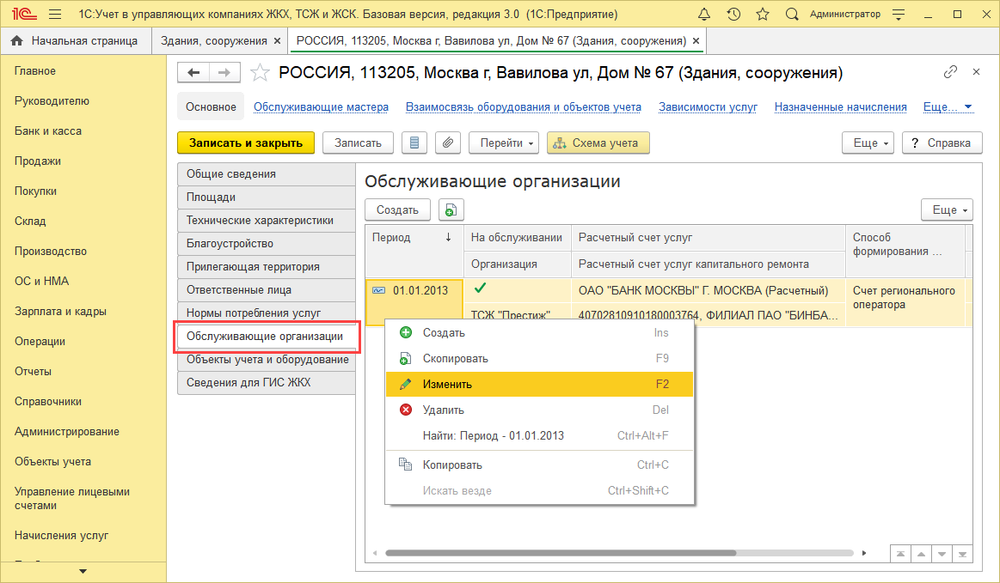 1С:Учет в управляющих компаниях ЖКХ, ТСЖ и ЖСК. Базовая версия, редакция 3.0 (1С:Предприятие)
Администратор
Начальная страница
Здания, сооружения ×
РОССИЯ, 113205, Москва г, Вавилова ул, Дом № 67 (Здания, сооружения) ×
Главное
Руководителю
Банк и касса
Продажи
Покупки
Склад
Производство
ОС и НМА
Зарплата и кадры
Операции
Отчеты
Справочники
Администрирование
Объекты учета
Управление лицевыми
счетами
Начисления услуг
РОССИЯ, 113205, Москва г, Вавилова ул, Дом № 67 (Здания, сооружения)
Основное
Обслуживающие мастера
Взаимосвязь оборудования и объектов учета
Зависимости услуг
Назначенные начисления
Еще...
Записать и закрыть
Записать
Перейти
Схема учета
Еще
? Справка
Общие сведения
Площади
Технические характеристики
Благоустройство
Прилегающая территория
Ответственные лица
Нормы потребления услуг
Обслуживающие организации
Объекты учета и оборудование
Сведения для ГИС ЖКХ
Обслуживающие организации
Создать
Еще
Период ↓
На обслуживании
Расчетный счет услуг
Способ
формирования ...
Организация
Расчетный счет услуг капитального ремонта
01.01.2013
ОАО "БАНК МОСКВЫ" Г. МОСКВА (Расчетный)
Счет регионального
оператора
ТСЖ "Престиж"
40702810910180003764, ФИЛИАЛ ПАО "БИНБА...
Создать Ins
Скопировать F9
Изменить F2
Удалить Del
Найти: Период - 01.01.2013 Ctrl+Alt+F
Копировать Ctrl+C
Искать везде Ctrl+Shift+C